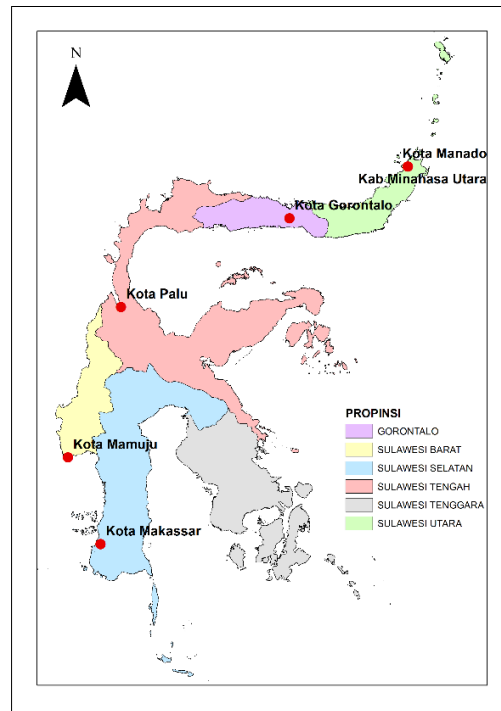 N
Kota Manado
Kab Minahasa Utara
Kota Gorontalo
Kota Palu
Kota Mamuju
Kota Makassar
PROPINSI
GORONTALO
SULAWESI BARAT
SULAWESI SELATAN
SULAWESI TENGAH
SULAWESI TENGGARA
SULAWESI UTARA